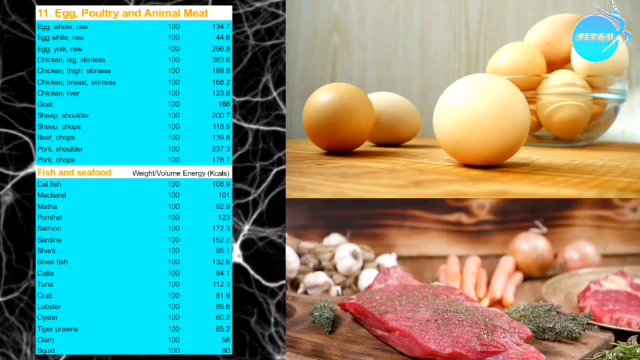 11. Egg, Poultry and Animal Meat
Egg, whole, raw 100 134.7
Egg white, raw 100 44.6
Egg, yolk, raw 100 296.8
Chicken, leg, skinless 100 383.6
Chicken, thigh, skinless 100 199.8
Chicken, breast, skinless 100 168.2
Chicken, liver 100 123.8
Goat 100 188
Sheep, shoulder 100 200.7
Sheep, chops 100 118.5
Beef, chops 100 139.8
Pork, shoulder 100 237.3
Pork, chops 100 178.7
Fish and seafood Weight/Volume Energy (Kcals)
Cat fish 100 108.9
Mackerel 100 101
Matha 100 92.9
Pomfret 100 123
Salmon 100 172.3
Sardine 100 152.2
Shark 100 95.1
Silver fish 100 132.6
Catla 100 94.1
Tuna 100 112.3
Crab 100 81.9
Lobster 100 89.6
Oyster 100 60.2
Tiger prawns 100 65.2
Clam 100 58
Squid 100 80